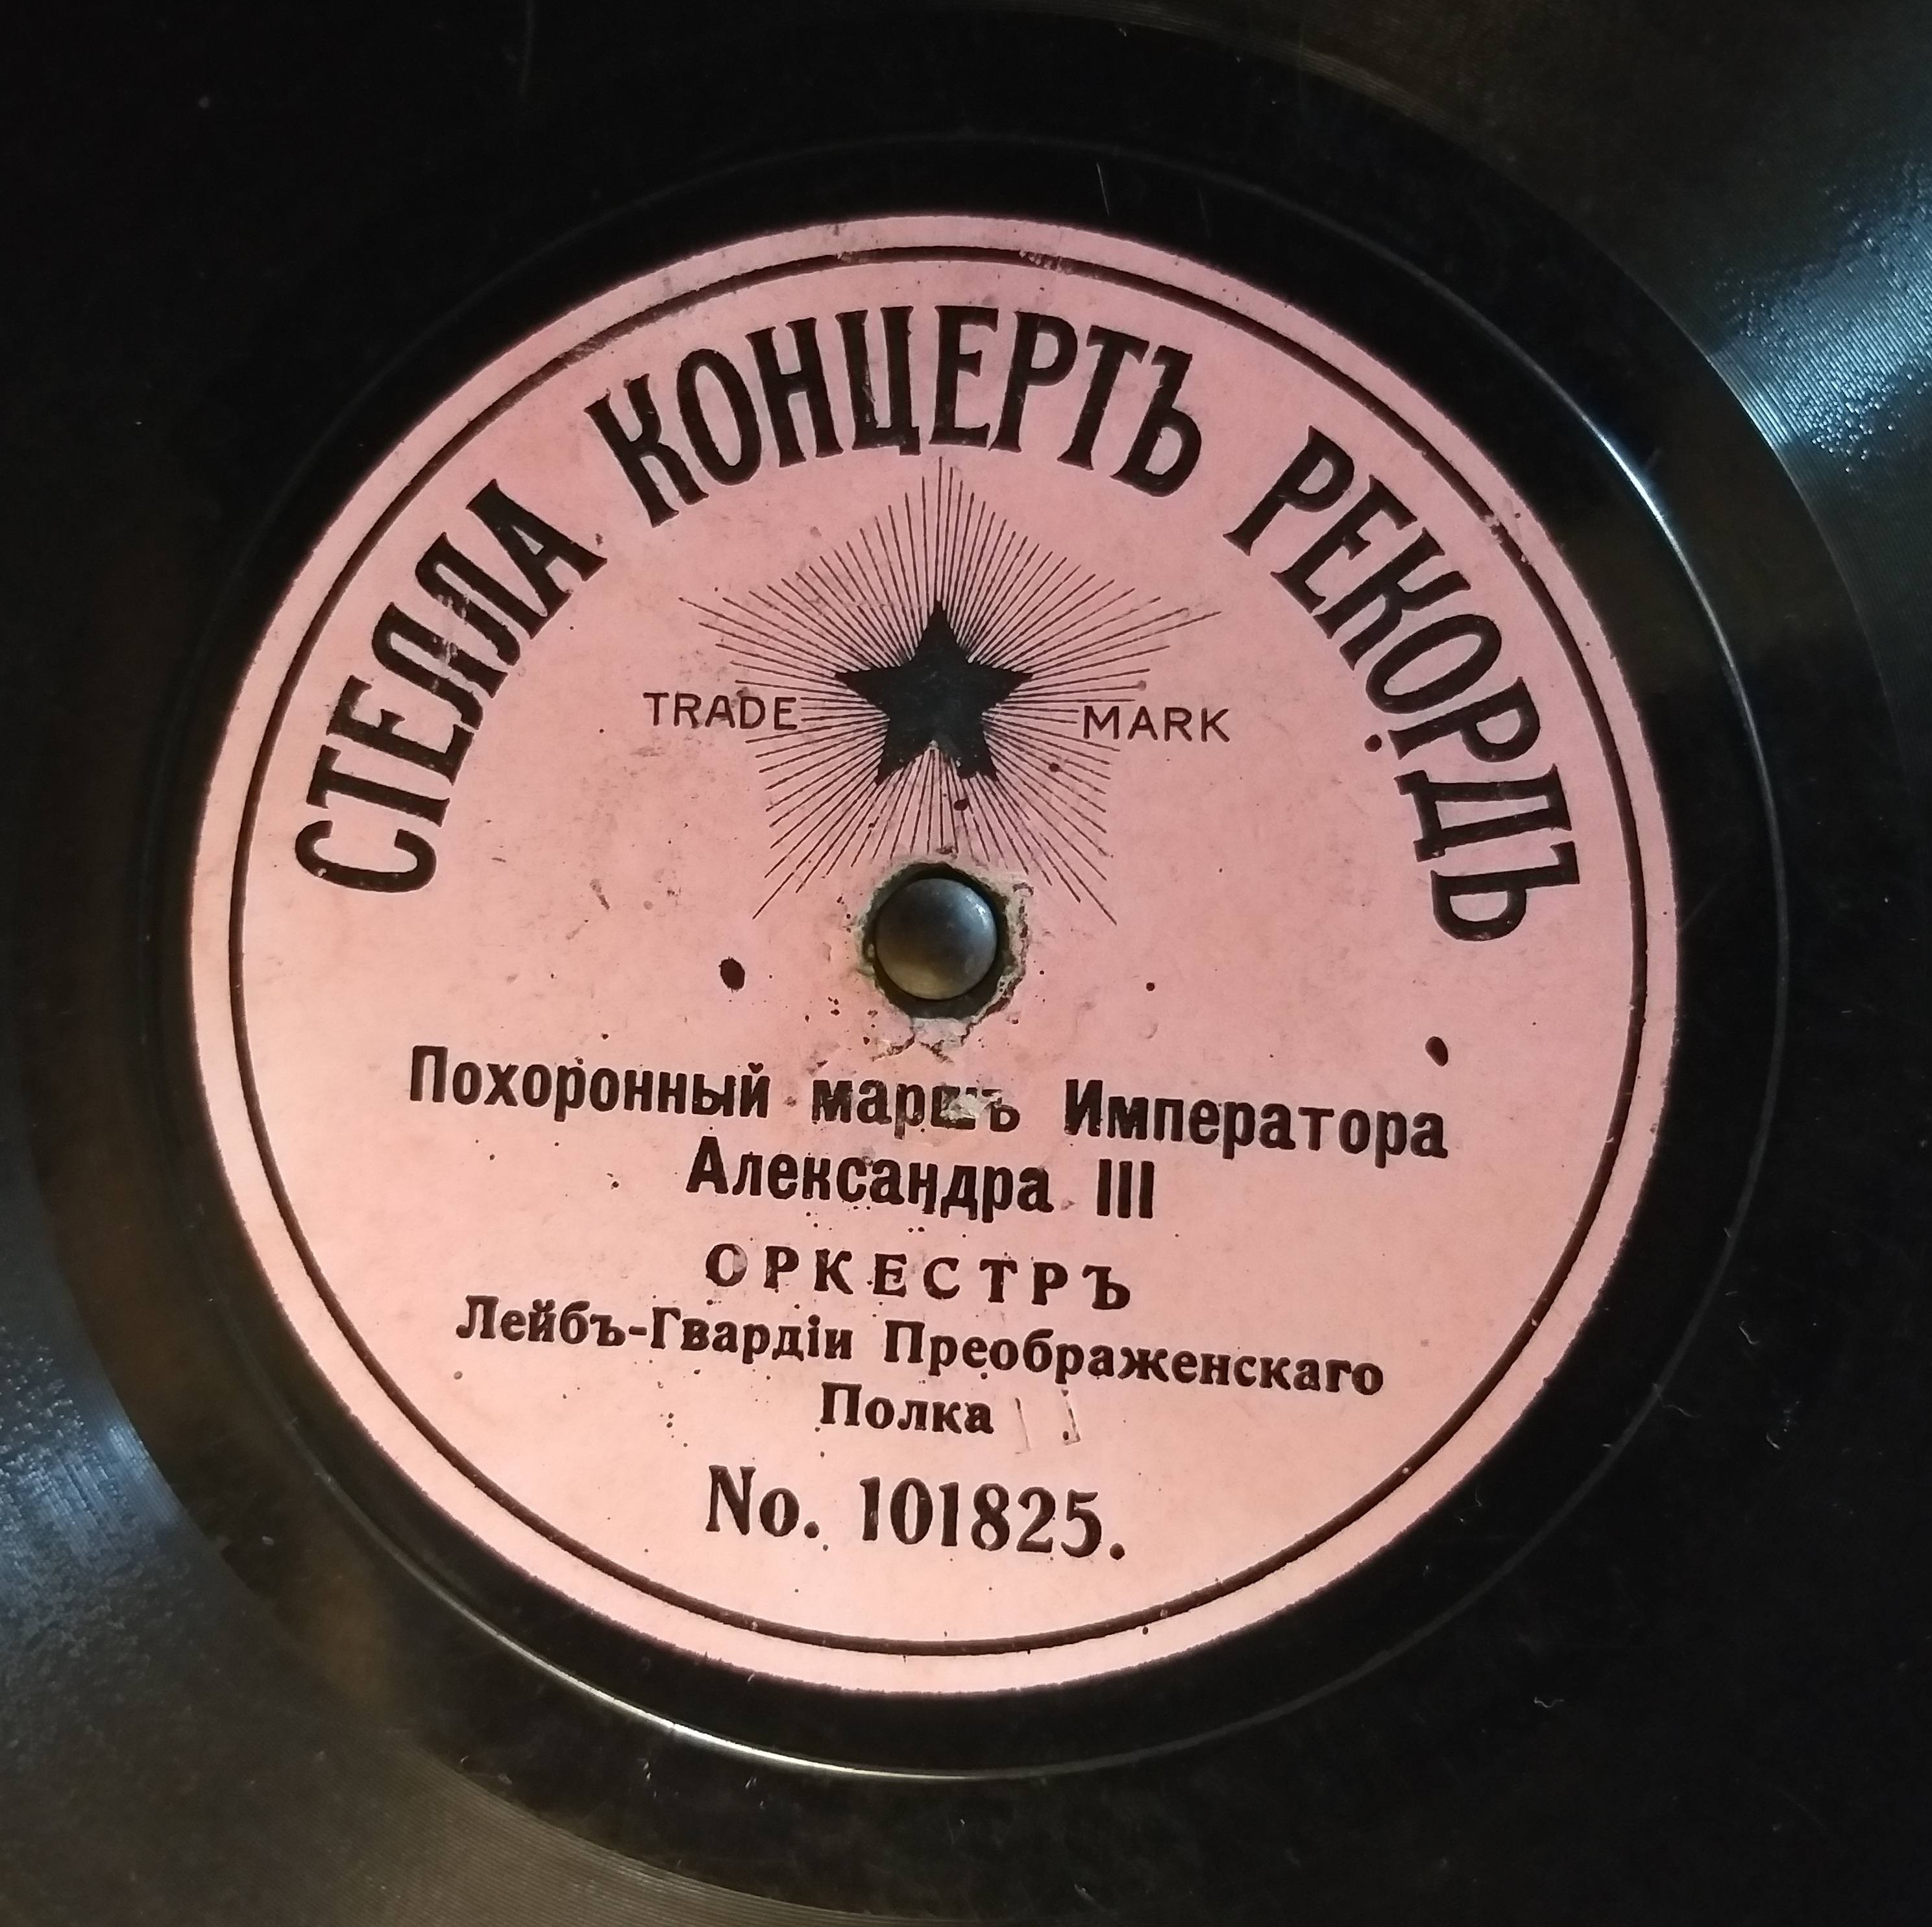 СТЕЛЛА КОНЦЕРТЪ РЕКОРДЪ
TRADE MARK
Похоронный маршъ Императора
Александра III
ОРКЕСТРЪ
Лейбъ-Гвардіи Преображенскаго
Полка
No. 101825.